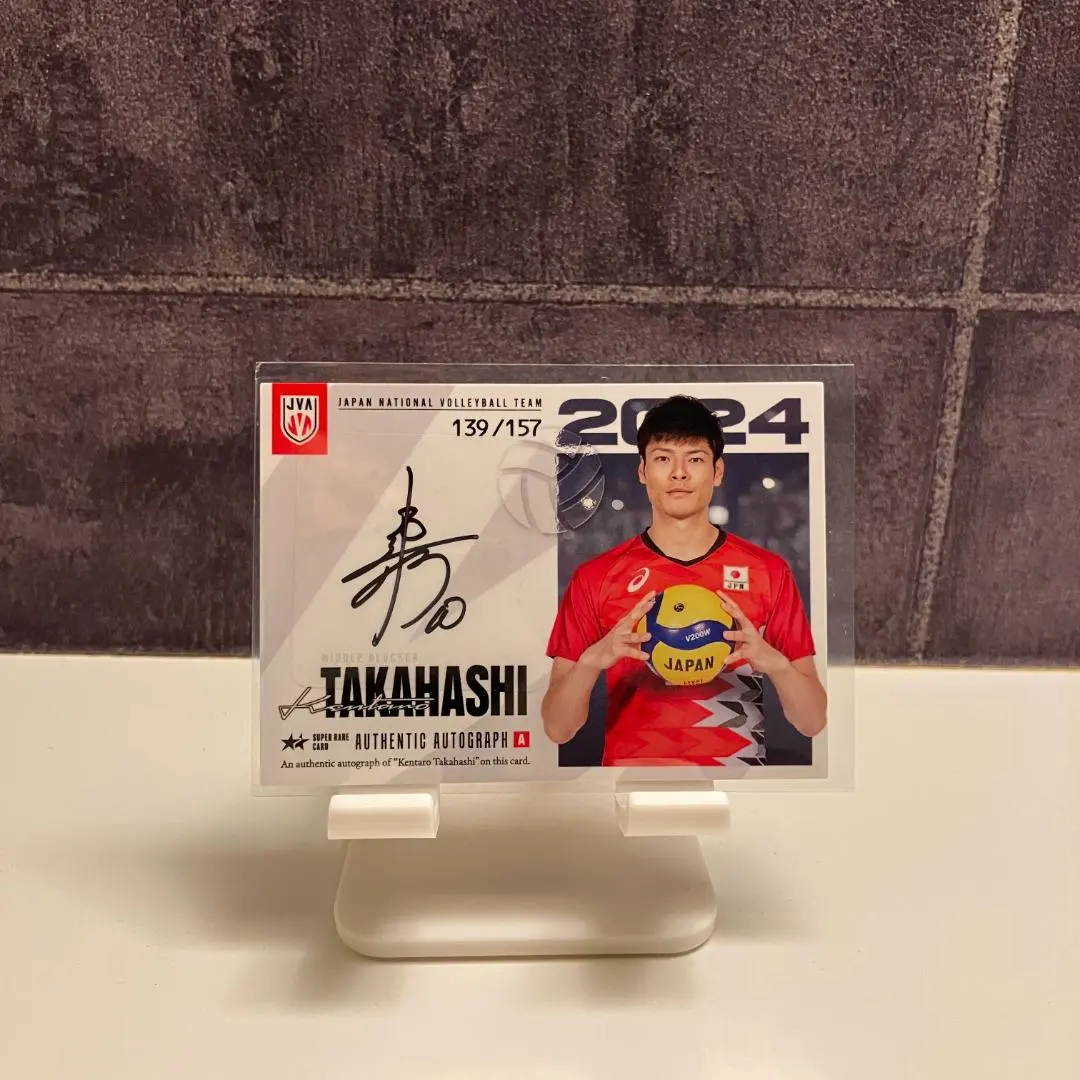 JVA
JAPAN NATIONAL VOLLEYBALL TEAM
139/157
2024
JPN
V200W
JAPAN
MIDDLE BLOCKER
TAKAHASHI
Kentaro
SUPER RARE
CARD
AUTHENTIC AUTOGRAPH A
An authentic autograph of "Kentaro Takahashi" on this card.